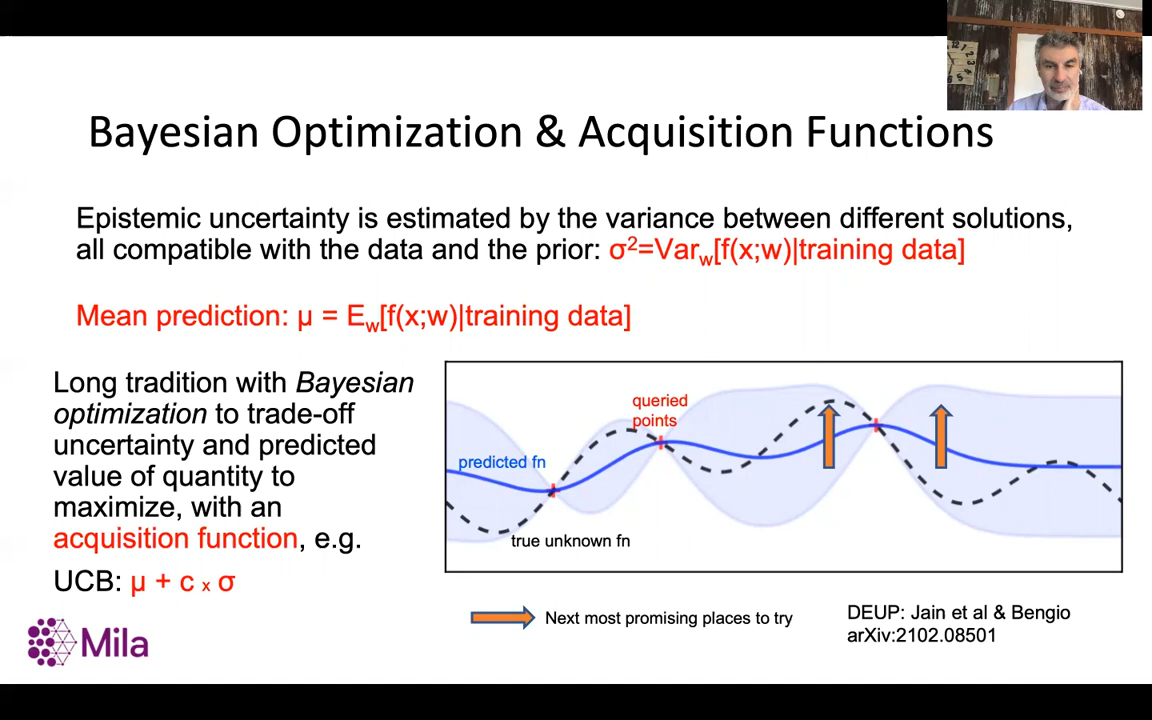 Bayesian Optimization & Acquisition Functions
Epistemic uncertainty is estimated by the variance between different solutions,
all compatible with the data and the prior: σ²=Varw[f(x;w)|training data]
Mean prediction: μ = Ew[f(x;w)|training data]
Long tradition with Bayesian
optimization to trade-off
uncertainty and predicted
value of quantity to
maximize, with an
acquisition function, e.g.
UCB: μ + c x σ
queried
points
predicted fn
true unknown fn
Next most promising places to try
DEUP: Jain et al & Bengio
arXiv:2102.08501
Mila